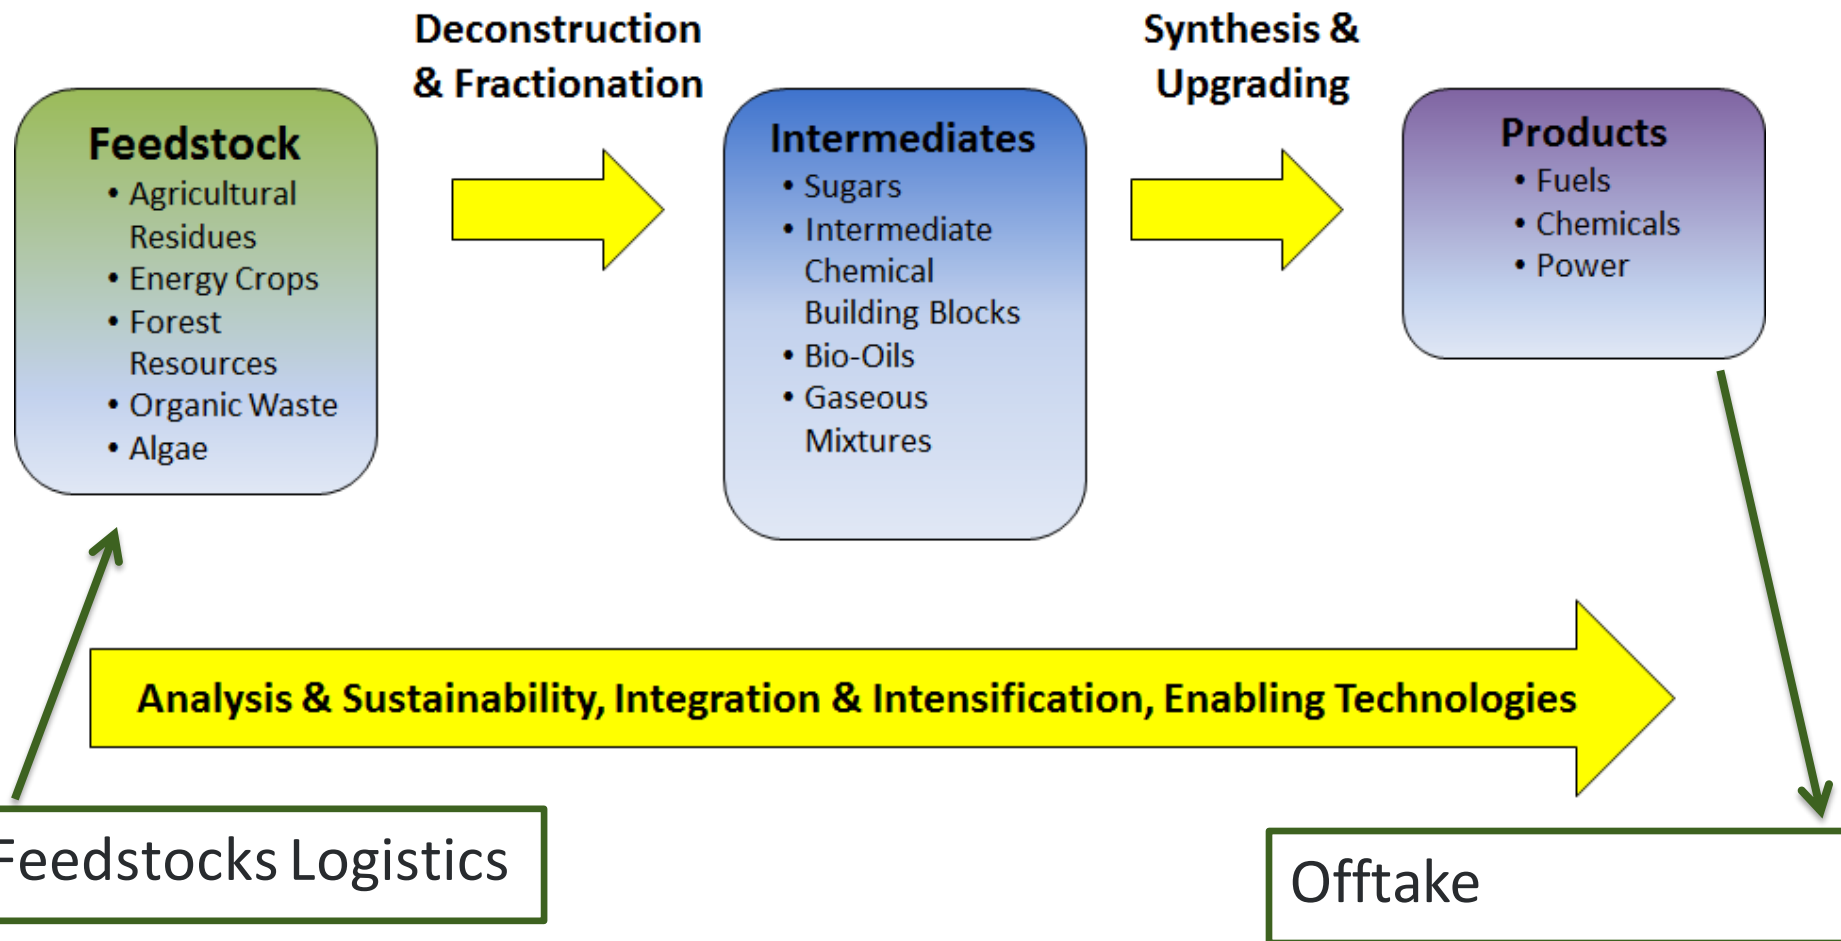 Deconstruction
& Fractionation
Synthesis &
Upgrading
Feedstock
• Agricultural
Residues
• Energy Crops
• Forest
Resources
• Organic Waste
• Algae
Intermediates
• Sugars
• Intermediate
Chemical
Building Blocks
• Bio-Oils
• Gaseous
Mixtures
Products
• Fuels
• Chemicals
• Power
Analysis & Sustainability, Integration & Intensification, Enabling Technologies
Feedstocks Logistics
Offtake